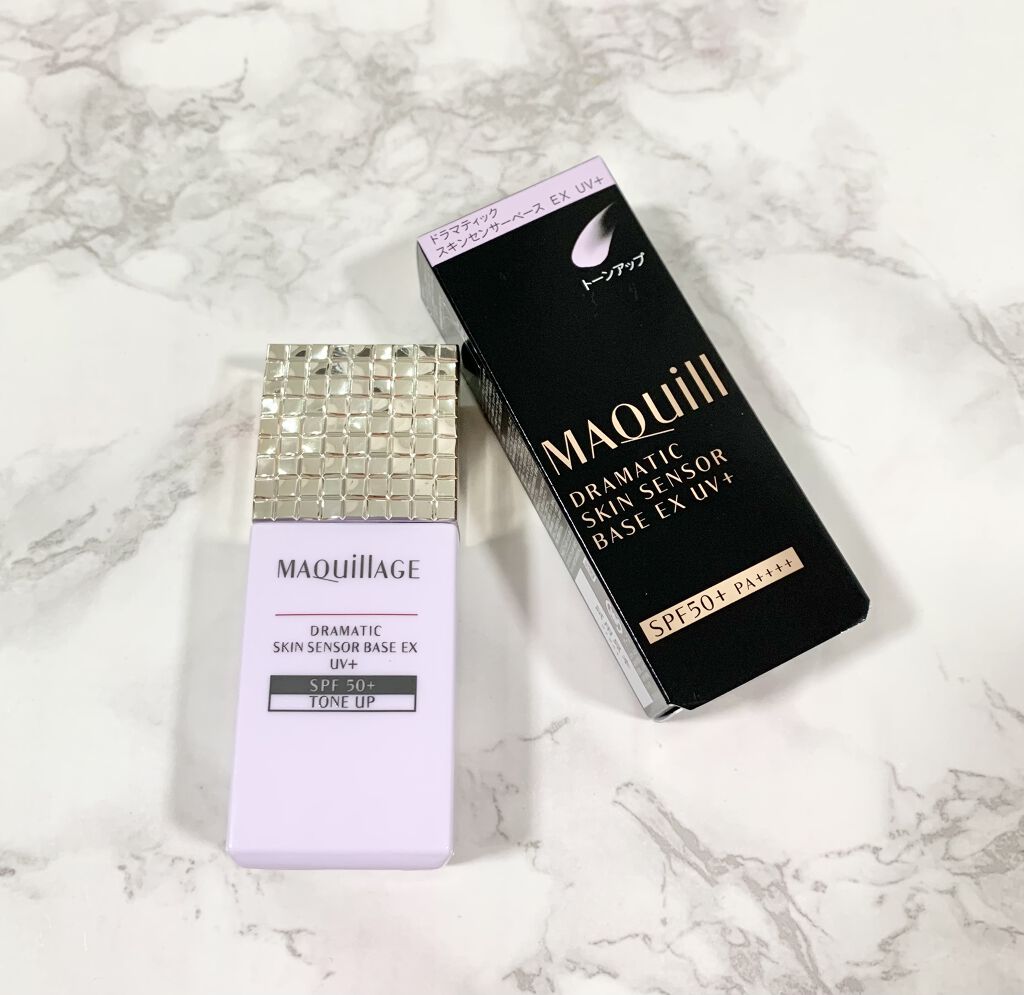 ドラマティック
スキンセンサーベース EX UV+
トーンアップ
MAQuill
DRAMATIC
SKIN SENSOR
BASE EX UV+
SPF50+ PA++++
MAQuillAGE
DRAMATIC
SKIN SENSOR BASE EX
UV+
SPF 50+
TONE UP